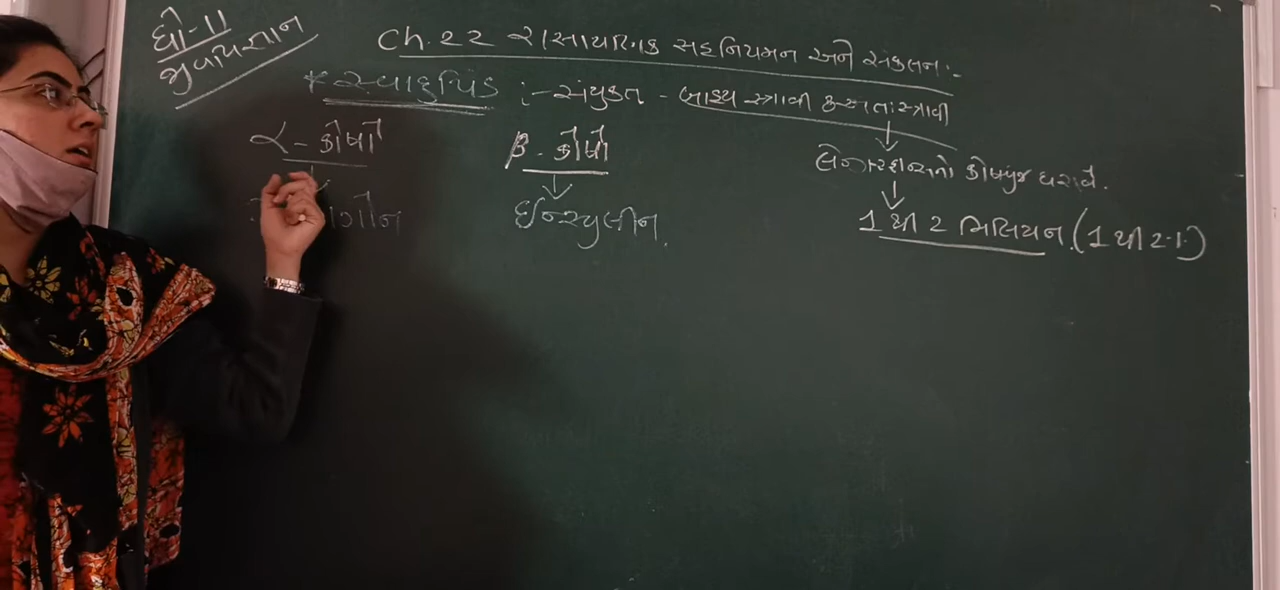 ધો-11
જીવવિજ્ઞાન
Ch. 22 રાસાયણિક સહનિયમન અને સંકલન :-
* સ્વાદુપિંડ :- સંયુક્ત - બાહ્ય સ્ત્રાવી અંતઃસ્ત્રાવી
α - કોષો
β - કોષો
લેન્ગરહાન્સનો કોષપુંજ ધરાવે.
ઈન્સ્યુલીન.
1 થી 2 મિલિયન. (1 થી 2%)